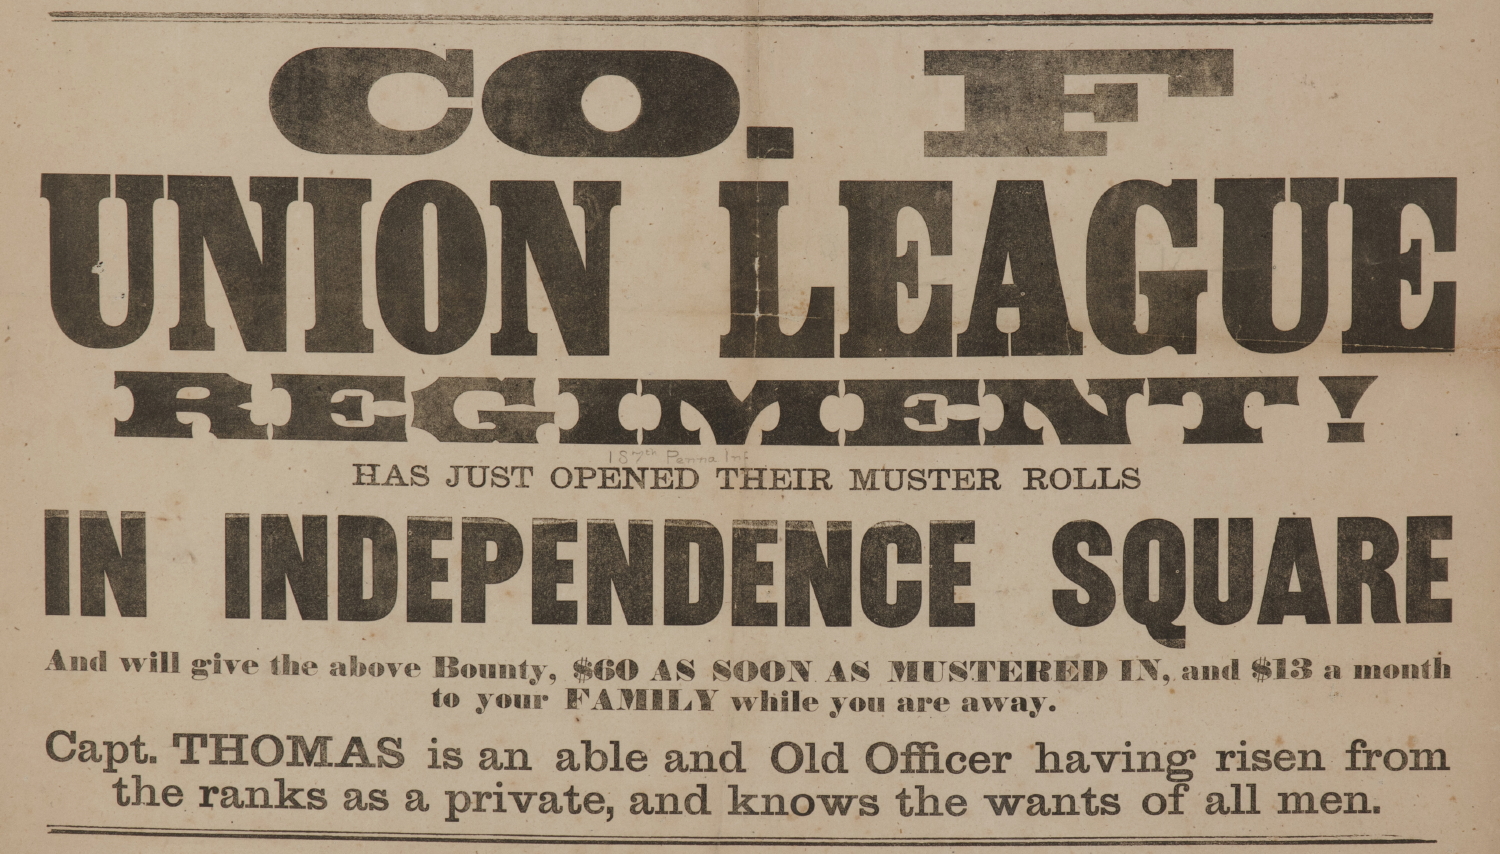 CO. F
UNION LEAGUE
REGIMENT!
187th Penna Inf
HAS JUST OPENED THEIR MUSTER ROLLS
IN INDEPENDENCE SQUARE
And will give the above Bounty, $60 AS SOON AS MUSTERED IN, and $13 a month
to your FAMILY while you are away.
Capt. THOMAS is an able and Old Officer having risen from
the ranks as a private, and knows the wants of all men.